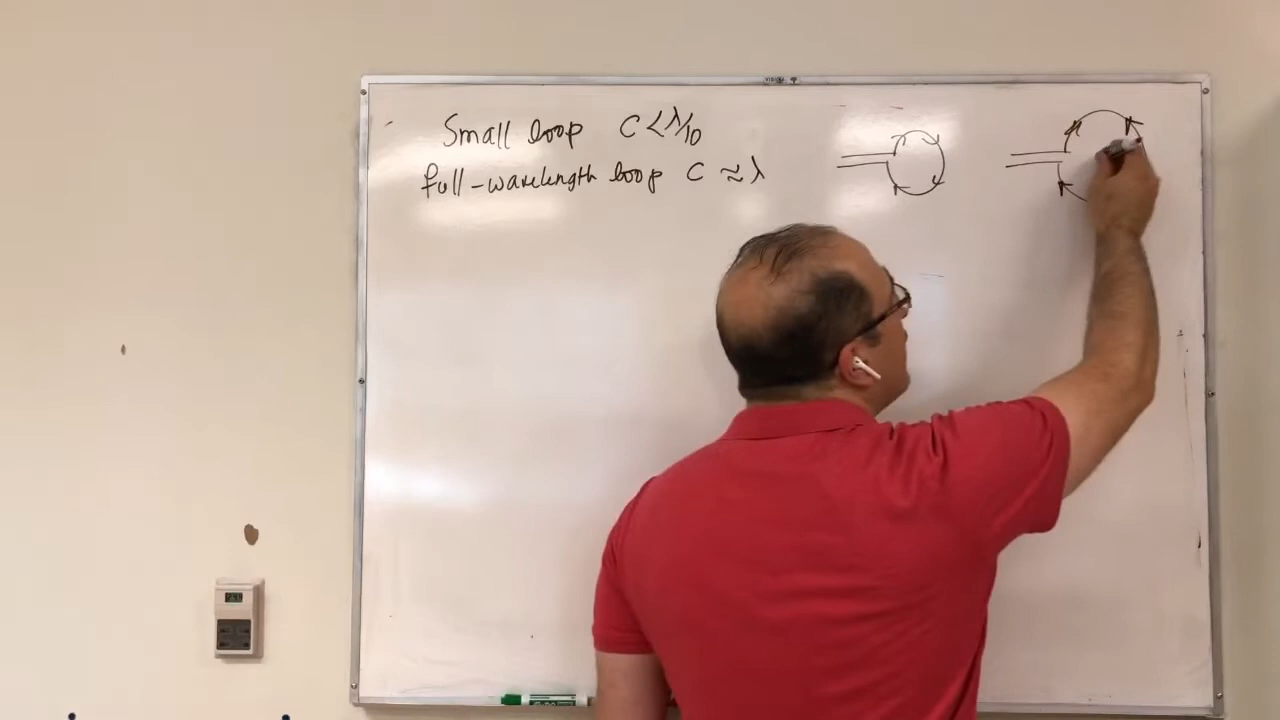 Small loop C < λ/10
full-wavelength loop C ≈ λ